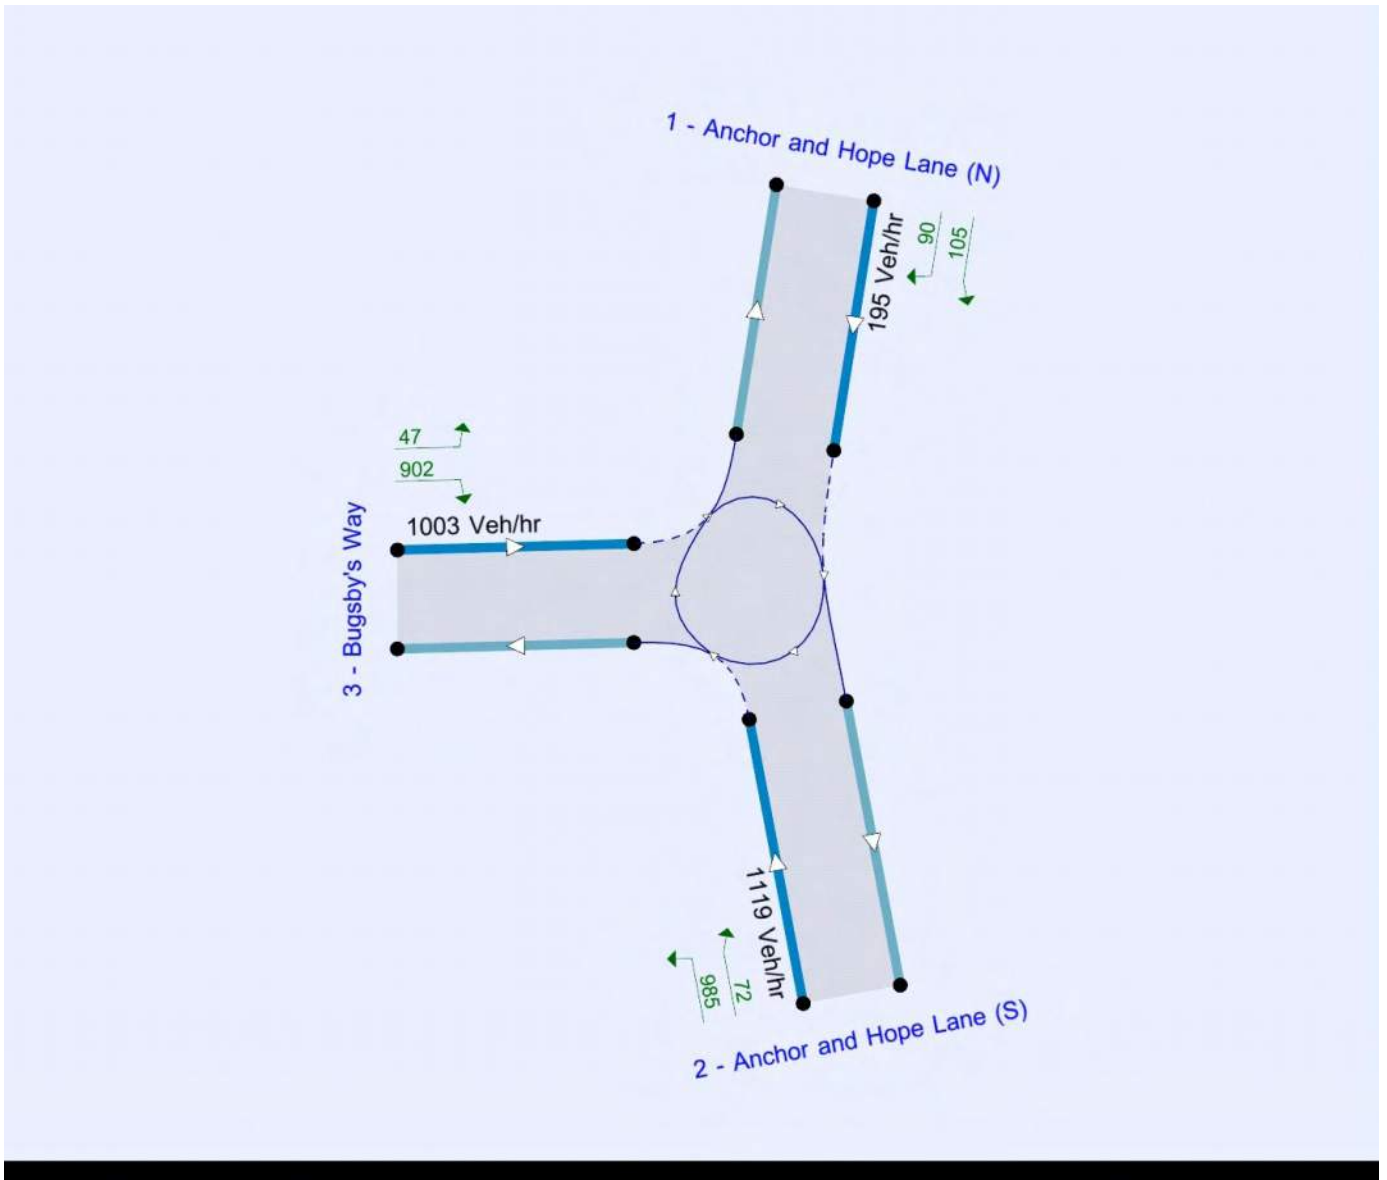 1 - Anchor and Hope Lane (N)
195 Veh/hr
90
105
47
902
1003 Veh/hr
3 - Bugsby's Way
1119 Veh/hr
985
72
2 - Anchor and Hope Lane (S)